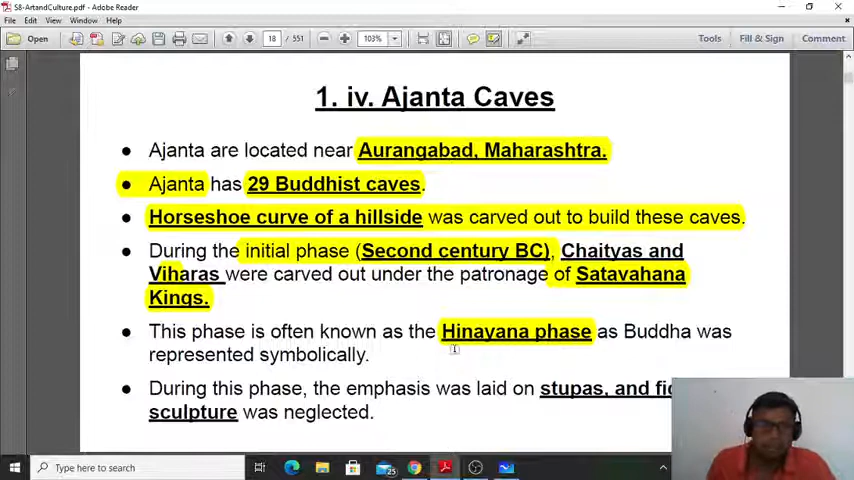 S8-ArtandCulture.pdf - Adobe Reader
File Edit View Window Help
Open 18 / 551 103% Tools Fill & Sign Comment
1. iv. Ajanta Caves
● Ajanta are located near Aurangabad, Maharashtra.
● Ajanta has 29 Buddhist caves.
● Horseshoe curve of a hillside was carved out to build these caves.
● During the initial phase (Second century BC), Chaityas and
Viharas were carved out under the patronage of Satavahana
Kings.
● This phase is often known as the Hinayana phase as Buddha was
represented symbolically.
● During this phase, the emphasis was laid on stupas, and
sculpture was neglected.
Type here to search
25